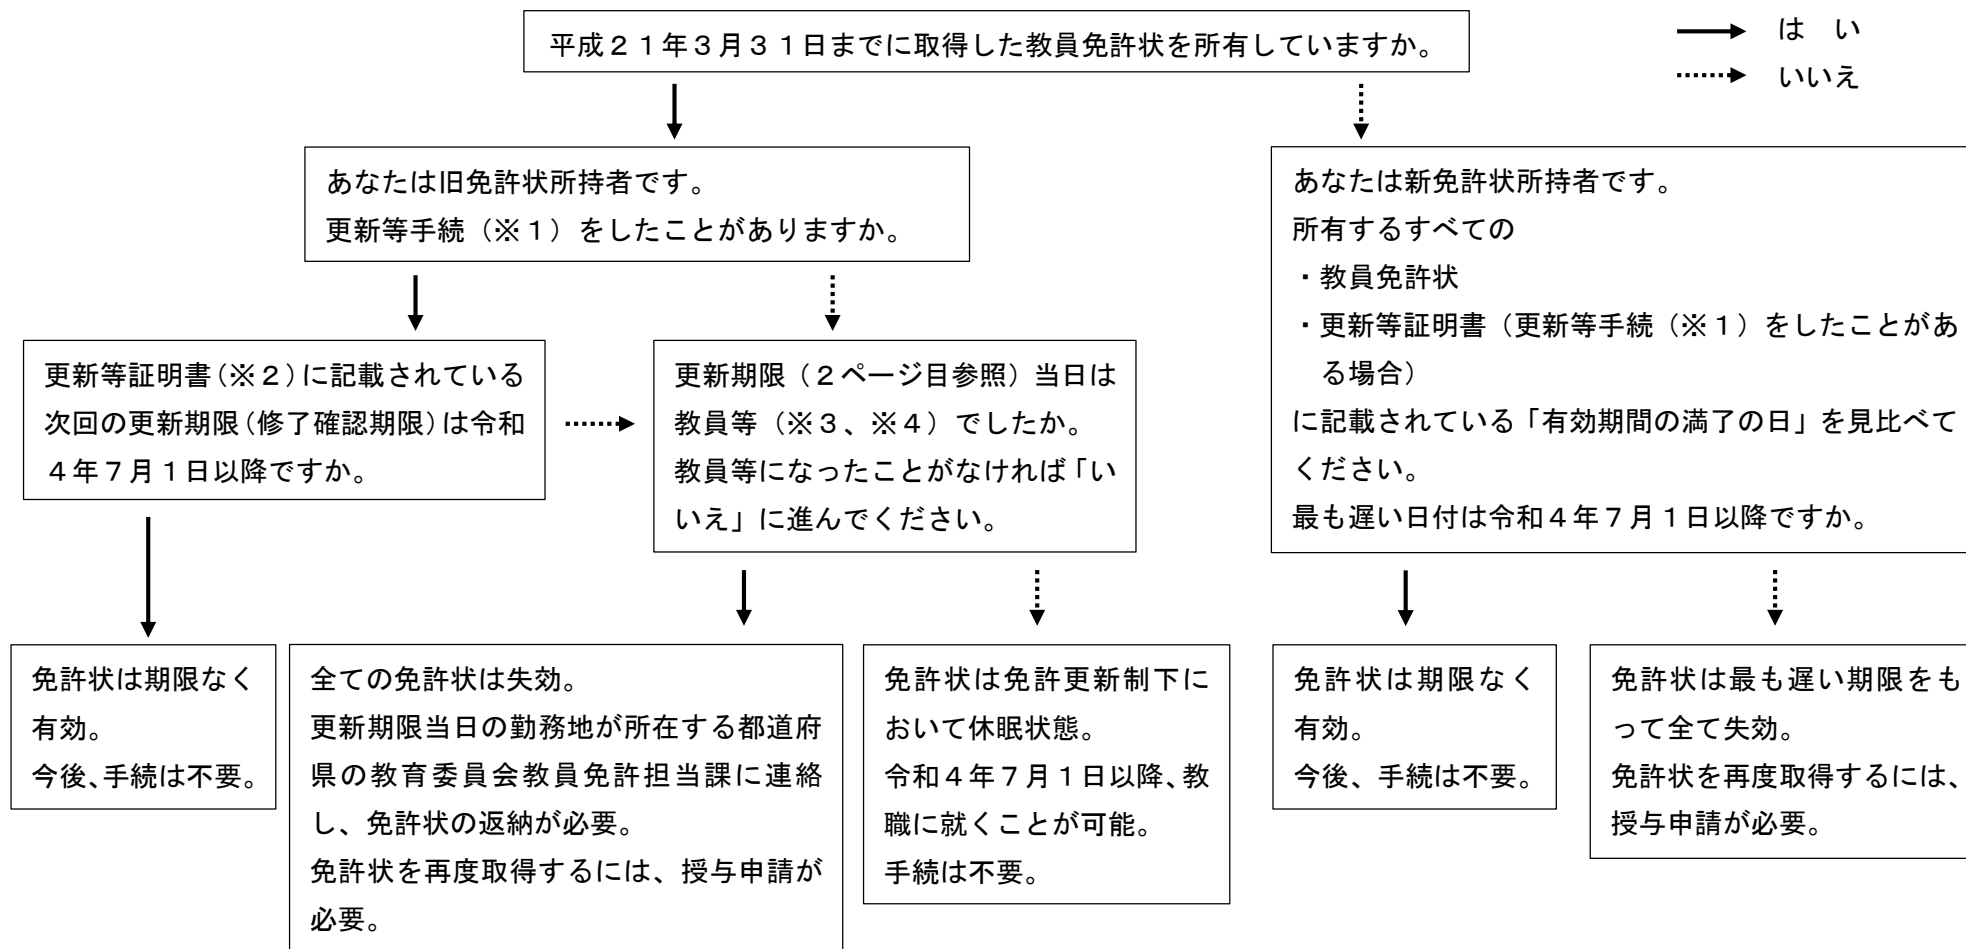 平成２１年３月３１日までに取得した教員免許状を所有していますか。
は　い
いいえ
あなたは旧免許状所持者です。
更新等手続（※１）をしたことがありますか。
あなたは新免許状所持者です。
所有するすべての
・教員免許状
・更新等証明書（更新等手続（※１）をしたことがあ
る場合）
に記載されている「有効期間の満了の日」を見比べて
ください。
最も遅い日付は令和４年７月１日以降ですか。
更新等証明書（※２）に記載されている
次回の更新期限（修了確認期限）は令和
４年７月１日以降ですか。
更新期限（２ページ目参照）当日は
教員等（※３、※４）でしたか。
教員等になったことがなければ「い
いえ」に進んでください。
免許状は期限なく
有効。
今後、手続は不要。
全ての免許状は失効。
更新期限当日の勤務地が所在する都道府
県の教育委員会教員免許担当課に連絡
し、免許状の返納が必要。
免許状を再度取得するには、授与申請が
必要。
免許状は免許更新制下に
おいて休眠状態。
令和４年７月１日以降、教
職に就くことが可能。
手続は不要。
免許状は期限なく
有効。
今後、手続は不要。
免許状は最も遅い期限をも
って全て失効。
免許状を再度取得するには、
授与申請が必要。